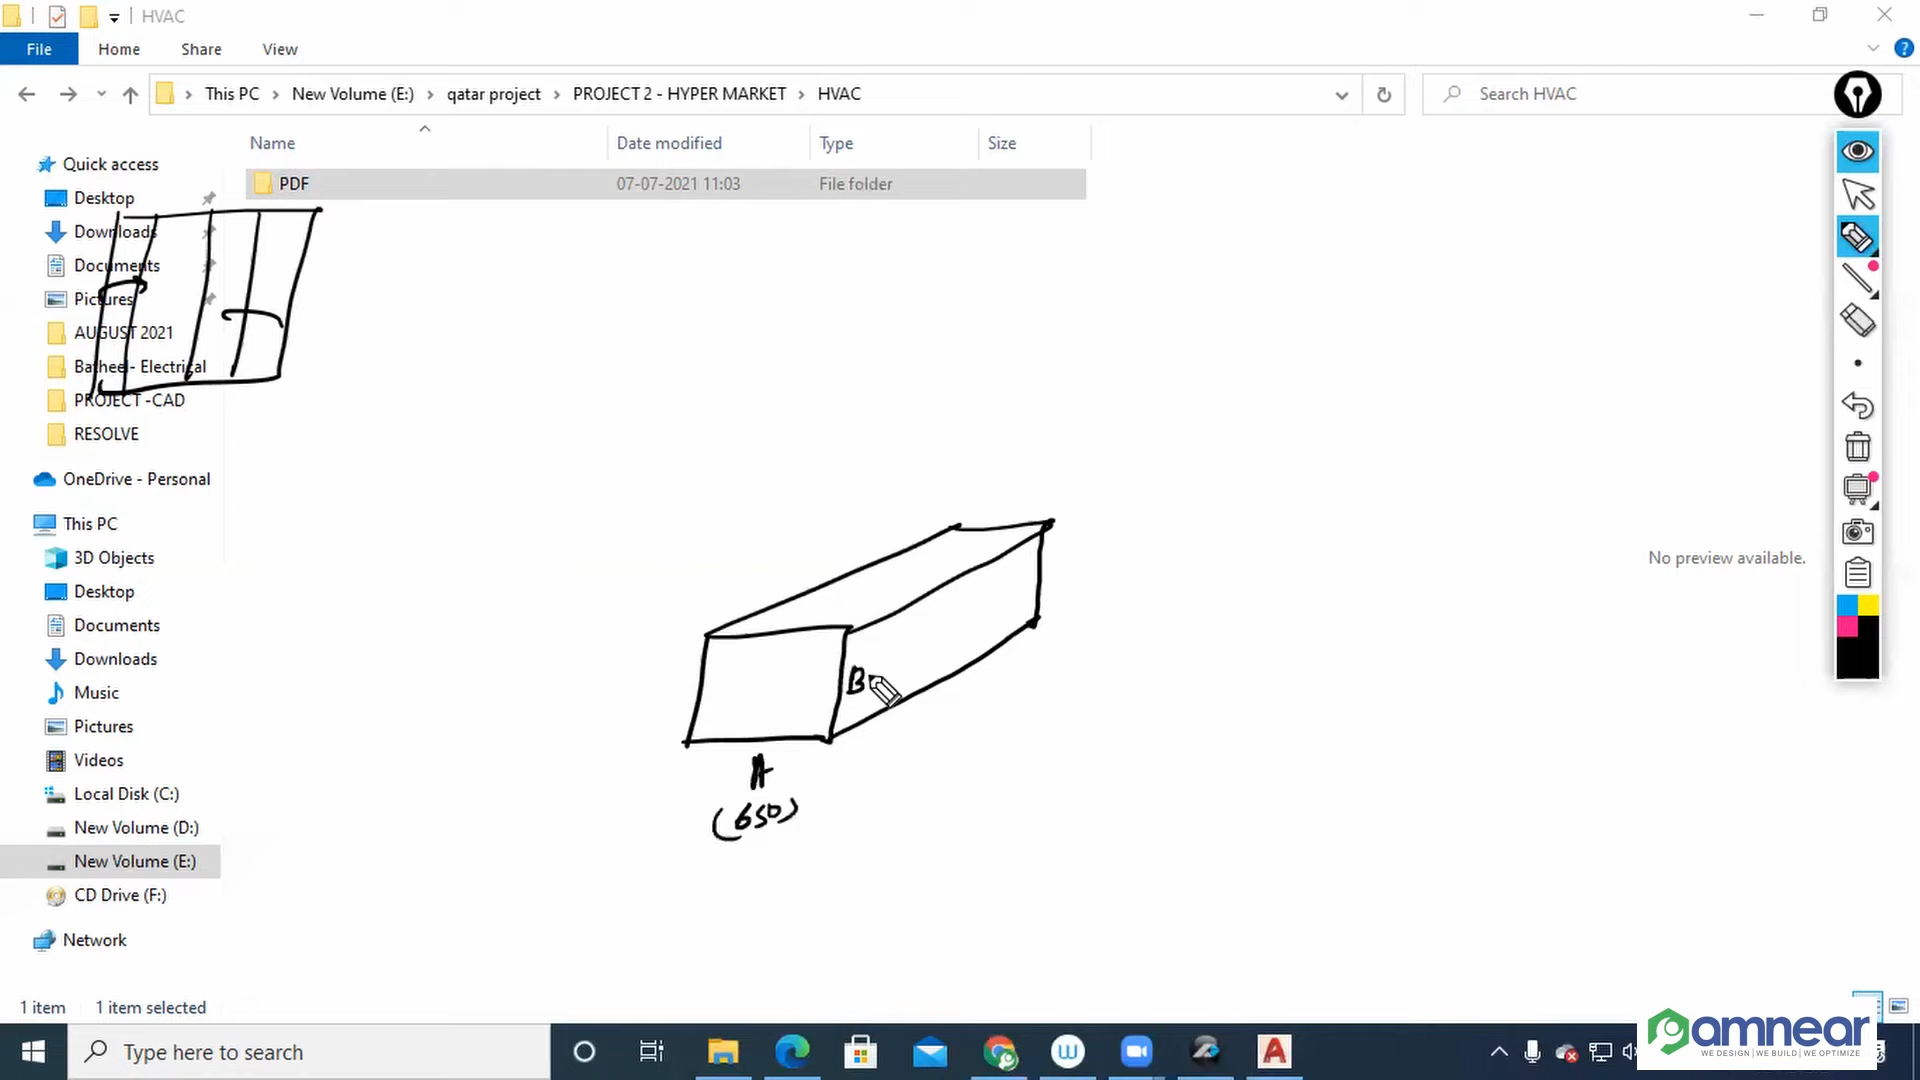 HVAC
File Home Share View
This PC New Volume (E:) qatar project PROJECT 2 - HYPER MARKET HVAC
Search HVAC
Name Date modified Type Size
PDF 07-07-2021 11:03 File folder
Quick access
Desktop
Downloads
Documents
Pictures
AUGUST 2021
Batheel- Electrical
PROJECT -CAD
RESOLVE
OneDrive - Personal
This PC
3D Objects
Desktop
Documents
Downloads
Music
Pictures
Videos
Local Disk (C:)
New Volume (D:)
New Volume (E:)
CD Drive (F:)
Network
No preview available.
B
A
(650)
1 item 1 item selected
Type here to search
amnear
WE DESIGN | WE BUILD | WE OPTIMIZE